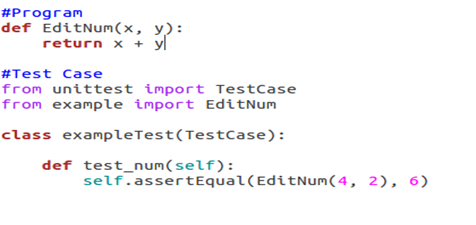 #Program
def EditNum(x, y):
    return x + y
#Test Case
from unittest import TestCase
from example import EditNum
class exampleTest(TestCase):
    def test_num(self):
        self.assertEqual(EditNum(4, 2), 6)